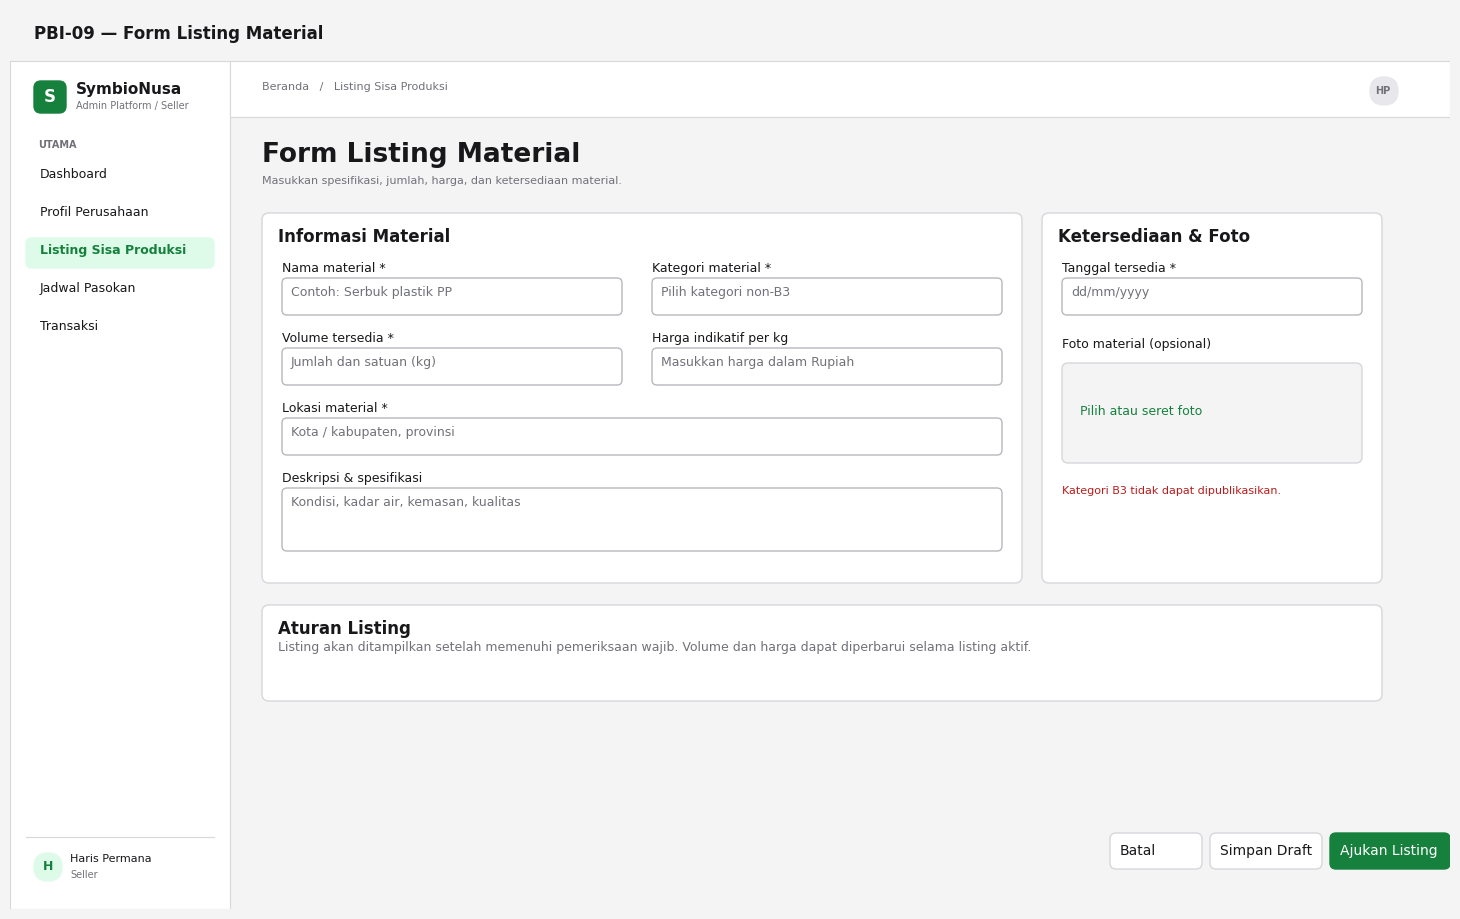 PBI-09 — Form Listing Material
S
SymbioNusa
Admin Platform / Seller
UTAMA
Dashboard
Profil Perusahaan
Listing Sisa Produksi
Jadwal Pasokan
Transaksi
H
Haris Permana
Seller
Beranda / Listing Sisa Produksi
HP
Form Listing Material
Masukkan spesifikasi, jumlah, harga, dan ketersediaan material.
Informasi Material
Nama material *
Contoh: Serbuk plastik PP
Kategori material *
Pilih kategori non-B3
Volume tersedia *
Jumlah dan satuan (kg)
Harga indikatif per kg
Masukkan harga dalam Rupiah
Lokasi material *
Kota / kabupaten, provinsi
Deskripsi & spesifikasi
Kondisi, kadar air, kemasan, kualitas
Ketersediaan & Foto
Tanggal tersedia *
dd/mm/yyyy
Foto material (opsional)
Pilih atau seret foto
Kategori B3 tidak dapat dipublikasikan.
Aturan Listing
Listing akan ditampilkan setelah memenuhi pemeriksaan wajib. Volume dan harga dapat diperbarui selama listing aktif.
Batal
Simpan Draft
Ajukan Listing